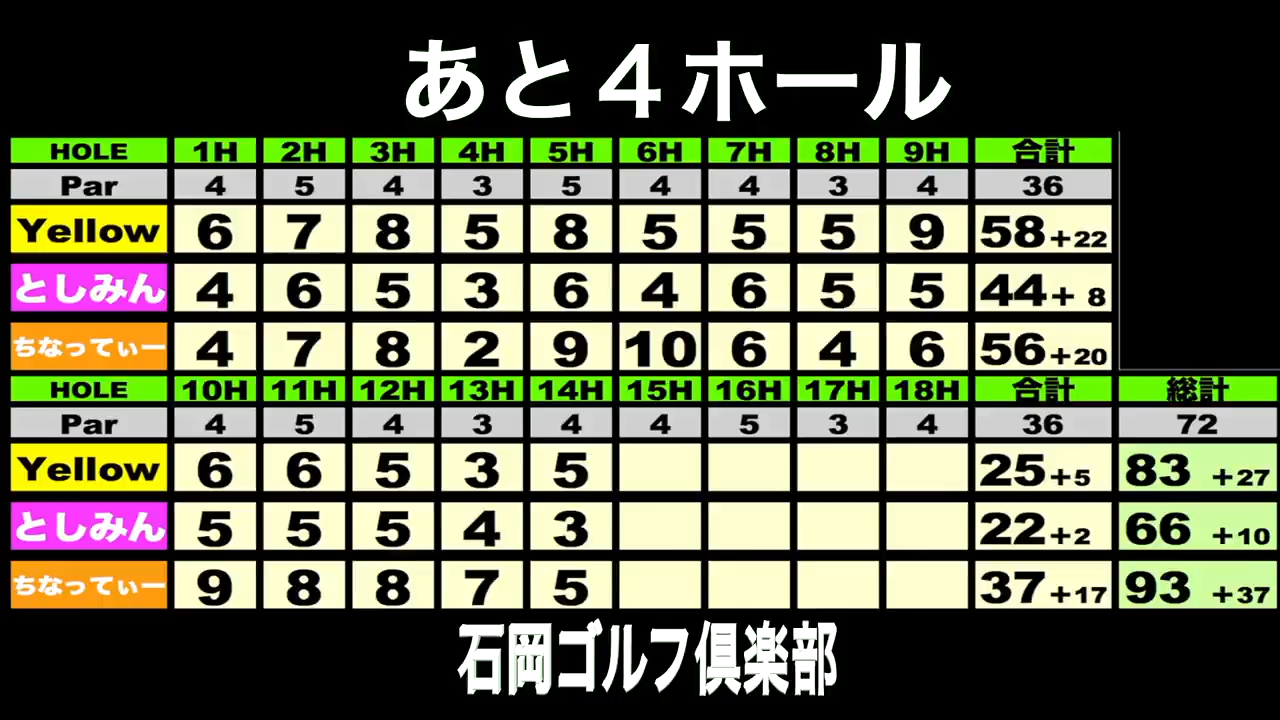 あと４ホール
HOLE 1H 2H 3H 4H 5H 6H 7H 8H 9H 合計
Par 4 5 4 3 5 4 4 3 4 36
Yellow 6 7 8 5 8 5 5 5 9 58+22
としみん 4 6 5 3 6 4 6 5 5 44+ 8
ちなってぃー 4 7 8 2 9 10 6 4 6 56+20
HOLE 10H 11H 12H 13H 14H 15H 16H 17H 18H 合計 総計
Par 4 5 4 3 4 4 5 3 4 36 72
Yellow 6 6 5 3 5 25+5 83 +27
としみん 5 5 5 4 3 22+2 66 +10
ちなってぃー 9 8 8 7 5 37+17 93 +37
石岡ゴルフ倶楽部